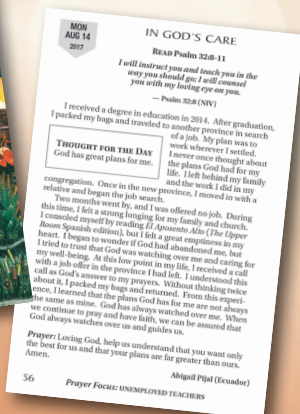 MON
AUG 14
2017
IN GOD'S CARE
READ Psalm 32:8-11
I will instruct you and teach you in the
way you should go; I will counsel
you with my loving eye on you.
— Psalm 32:8 (NIV)
I received a degree in education in 2014. After graduation,
I packed my bags and traveled to another province in search
of a job. My plan was to
work wherever I settled.
I never once thought about
the plans God had for my
life. I left behind my family
and the work I did in my
THOUGHT FOR THE DAY
God has great plans for me.
congregation. Once in the new province, I moved in with a
relative and began the job search.
Two months went by, and I was offered no job. During
this time, I felt a strong longing for my family and church.
I consoled myself by reading El Aposento Alto (The Upper
Room Spanish edition), but I felt a great emptiness in my
heart. I began to wonder if God had abandoned me, but
I tried to trust that God was watching over me and caring for
my well-being. At this low point in my life, I received a call
with a job offer in the province I had left. I understood this
call as God's answer to my prayers. Without thinking twice
about it, I packed my bags and returned. From this experi-
ence, I learned that the plans God has for me are not always
the same as mine. God has always watched over me. When
we continue to pray and have faith, we can be assured that
God always watches over us and guides us.
Prayer: Loving God, help us understand that you want only
the best for us and that your plans are far greater than ours.
Amen.
Abigail Pijal (Ecuador)
56
Prayer Focus: UNEMPLOYED TEACHERS